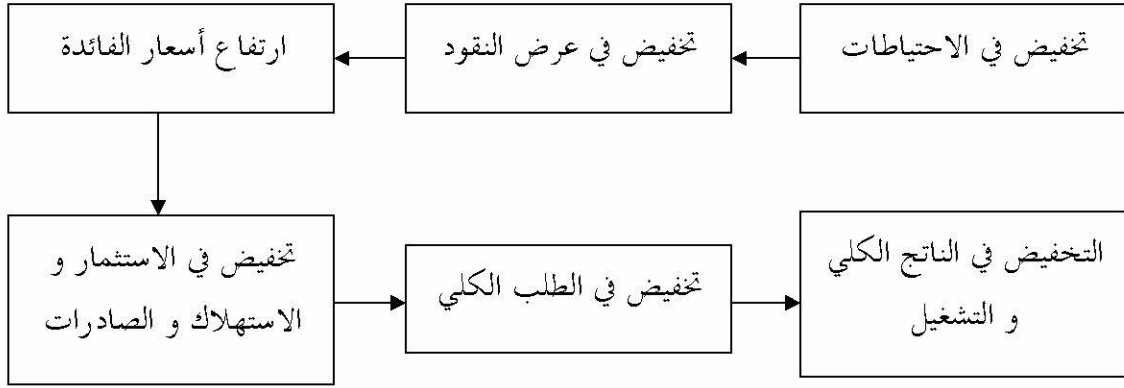 تخفيض في الاحتياطات
تخفيض في عرض النقود
ارتفاع أسعار الفائدة
تخفيض في الاستثمار و
الاستهلاك و الصادرات
تخفيض في الطلب الكلي
التخفيض في الناتج الكلي
و التشغيل